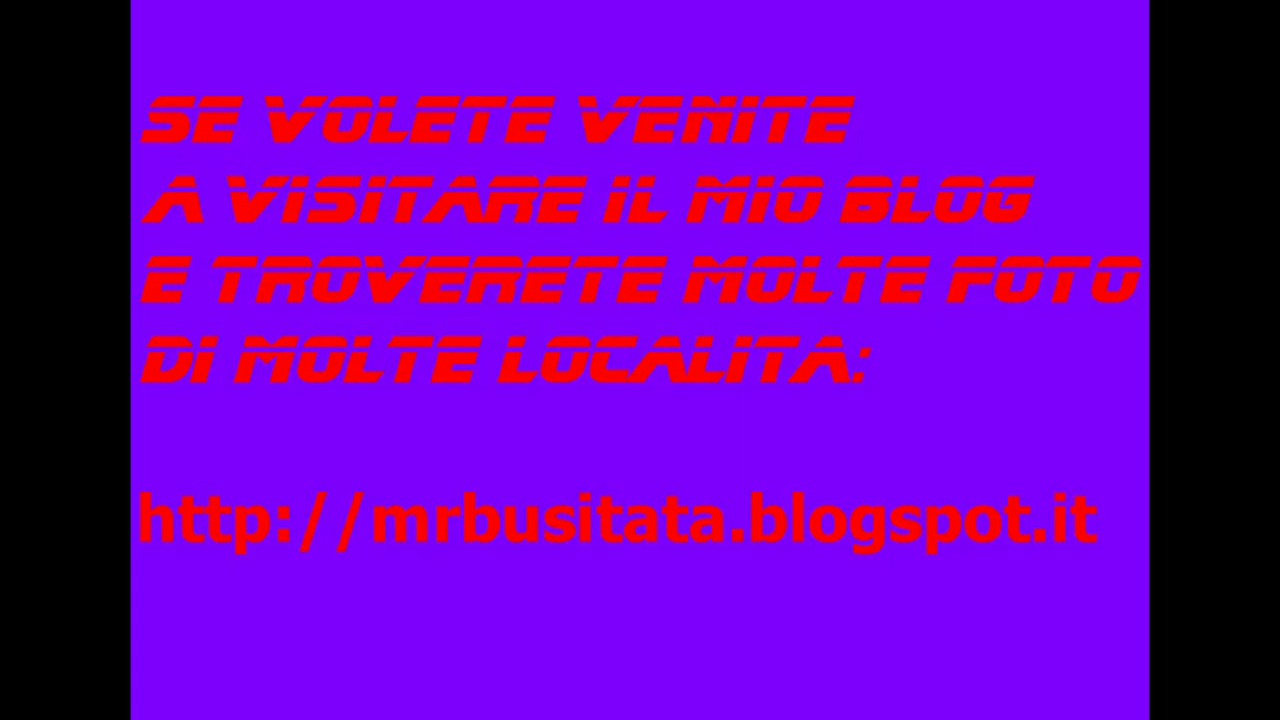 SE VOLETE VENITE
A VISITARE IL MIO BLOG
E TROVERETE MOLTE FOTO
DI MOLTE LOCALITA:
http://mrbusitata.blogspot.it